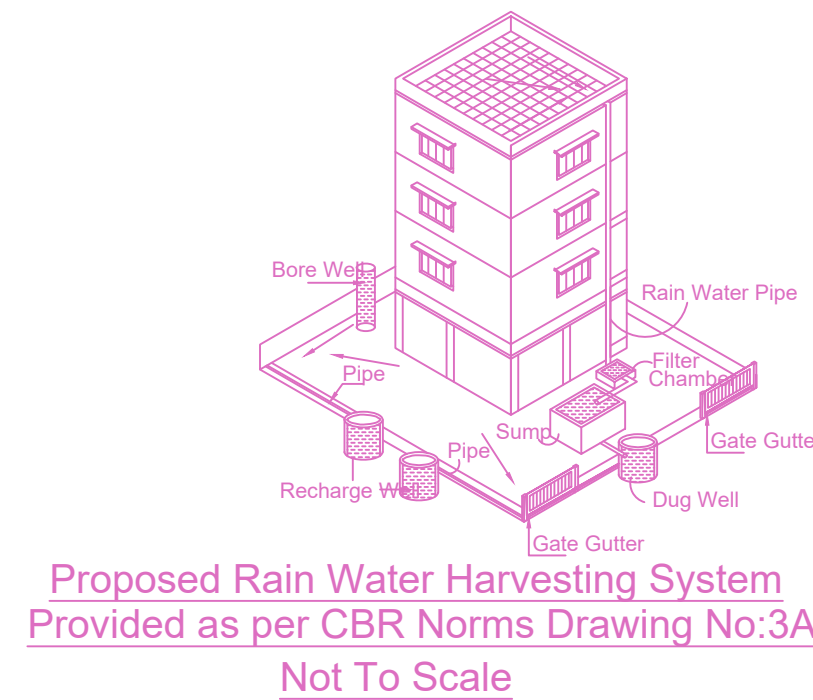 Bore Well
Rain Water Pipe
Filter
Chamber
Pipe
Sump
Gate Gutte
Pipe
Recharge Well
Dug Well
Gate Gutter
Proposed Rain Water Harvesting System
Provided as per CBR Norms Drawing No:3A
Not To Scale